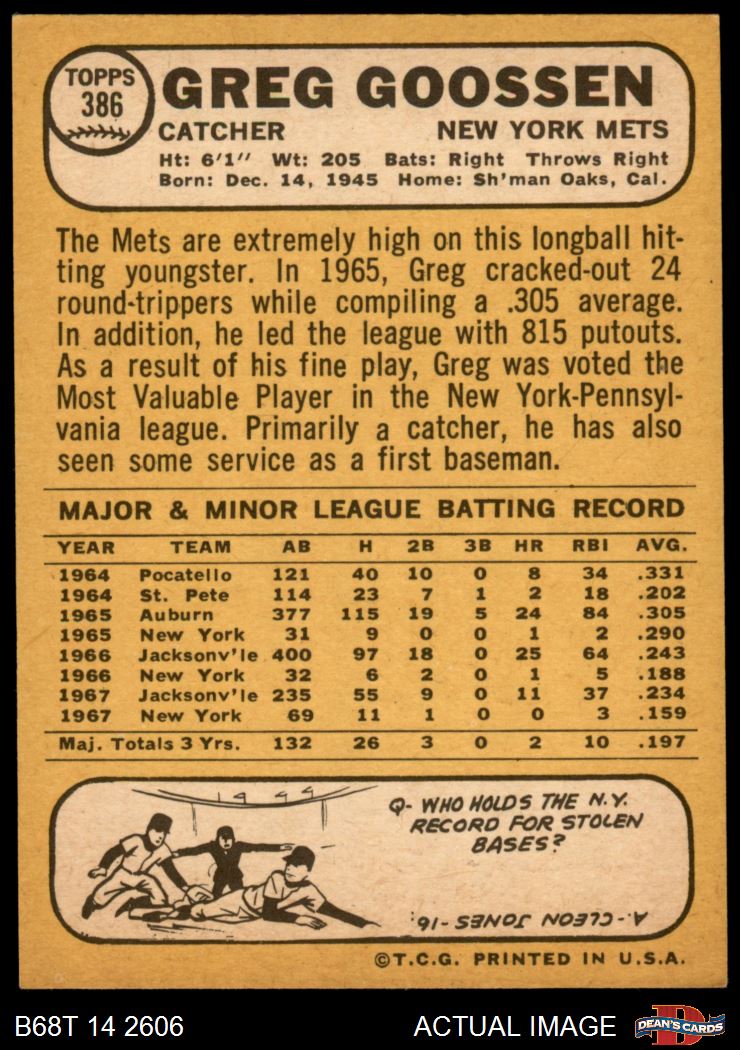 TOPPS
386
GREG GOOSSEN
CATCHER NEW YORK METS
Ht: 6'1" Wt: 205 Bats: Right Throws Right
Born: Dec. 14, 1945 Home: Sh'man Oaks, Cal.
The Mets are extremely high on this longball hit-
ting youngster. In 1965, Greg cracked-out 24
round-trippers while compiling a .305 average.
In addition, he led the league with 815 putouts.
As a result of his fine play, Greg was voted the
Most Valuable Player in the New York-Pennsyl-
vania league. Primarily a catcher, he has also
seen some service as a first baseman.
MAJOR & MINOR LEAGUE BATTING RECORD
YEAR TEAM AB H 2B 3B HR RBI AVG.
1964 Pocatello 121 40 10 0 8 34 .331
1964 St. Pete 114 23 7 1 2 18 .202
1965 Auburn 377 115 19 5 24 84 .305
1965 New York 31 9 0 0 1 2 .290
1966 Jacksonv'le 400 97 18 0 25 64 .243
1966 New York 32 6 2 0 1 5 .188
1967 Jacksonv'le 235 55 9 0 11 37 .234
1967 New York 69 11 1 0 0 3 .159
Maj. Totals 3 Yrs. 132 26 3 0 2 10 .197
Q- WHO HOLDS THE N.Y.
RECORD FOR STOLEN
BASES?
A.- CLEON JONES -16.
©T.C.G. PRINTED IN U.S.A.
B68T 14 2606 ACTUAL IMAGE DEAN'S CARDS